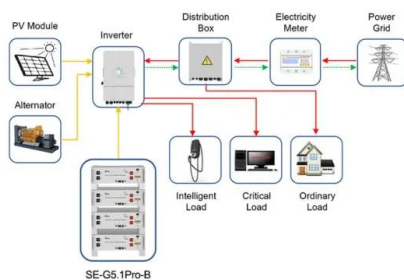 PV Module
Inverter
Distribution
Box
Electricity
Meter
Power
Grid
Alternator
Intelligent
Load
Critical
Load
Ordinary
Load
SE-G5.1Pro-B